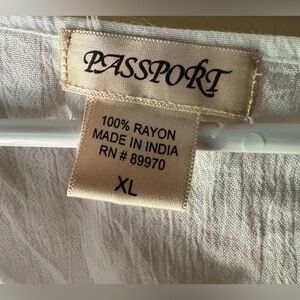 PASSPORT
100% RAYON
MADE IN INDIA
RN # 89970
XL